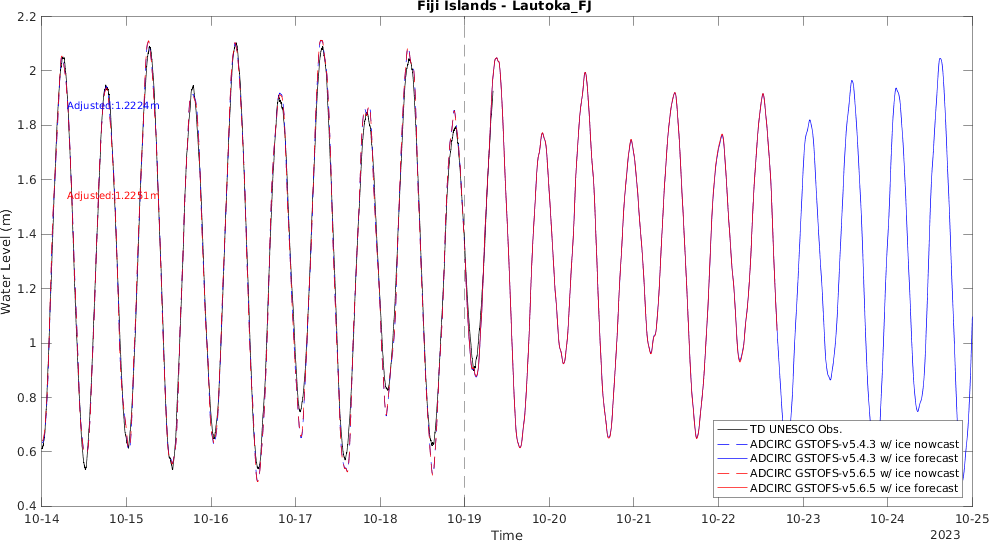 Fiji Islands - Lautoka_FJ
2.2
2
1.8
1.6
1.4
1.2
1
0.8
0.6
0.4
Water Level (m)
Adjusted:1.2224m
Adjusted:1.2251m
TD UNESCO Obs.
ADCIRC GSTOFS-v5.4.3 w/ ice nowcast
ADCIRC GSTOFS-v5.4.3 w/ ice forecast
ADCIRC GSTOFS-v5.6.5 w/ ice nowcast
ADCIRC GSTOFS-v5.6.5 w/ ice forecast
10-14 10-15 10-16 10-17 10-18 10-19 10-20 10-21 10-22 10-23 10-24 10-25
Time
2023